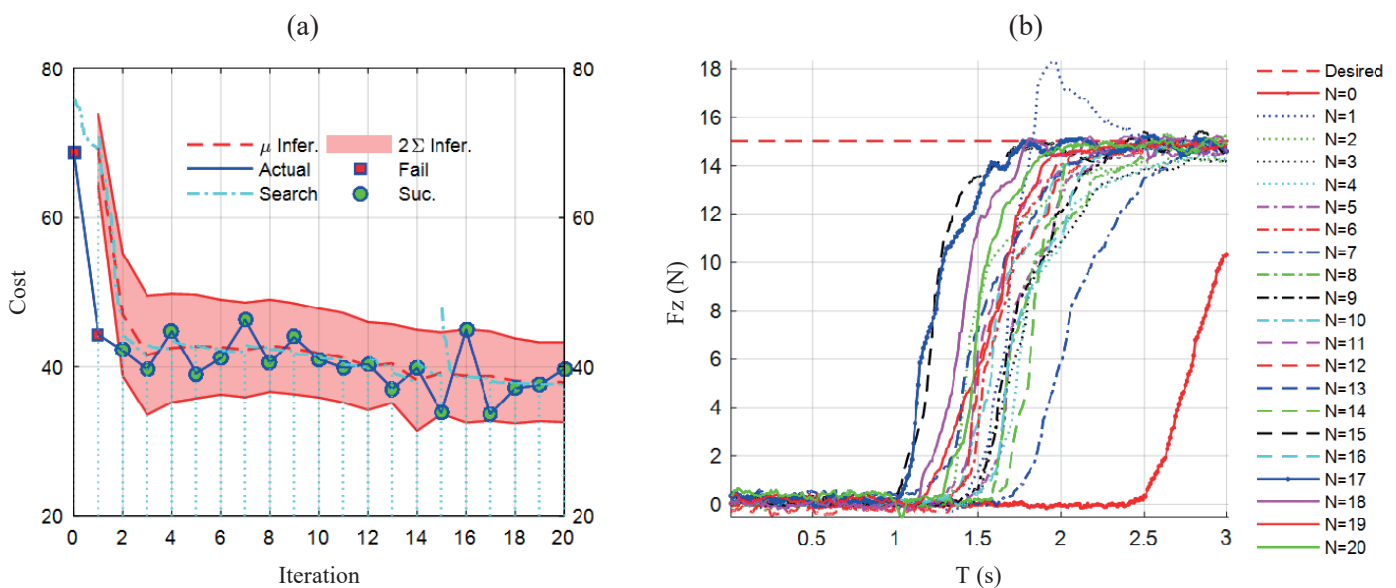 (a)
80
60
40
20
Cost
80
60
40
20
μ Infer.
2Σ Infer.
Actual
Fail
Search
Suc.
0 2 4 6 8 10 12 14 16 18 20
Iteration
(b)
18
16
14
12
10
8
6
4
2
0
Fz (N)
0.5 1 1.5 2 2.5 3
T (s)
Desired
N=0
N=1
N=2
N=3
N=4
N=5
N=6
N=7
N=8
N=9
N=10
N=11
N=12
N=13
N=14
N=15
N=16
N=17
N=18
N=19
N=20